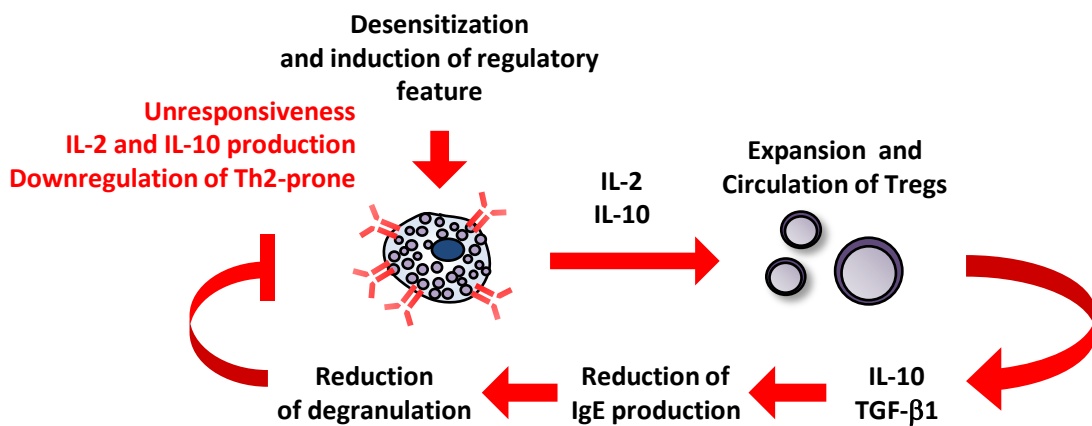 Desensitization
and induction of regulatory
feature
Unresponsiveness
IL-2 and IL-10 production
Downregulation of Th2-prone
IL-2
IL-10
Expansion and
Circulation of Tregs
IL-10
TGF-β1
Reduction of
IgE production
Reduction
of degranulation